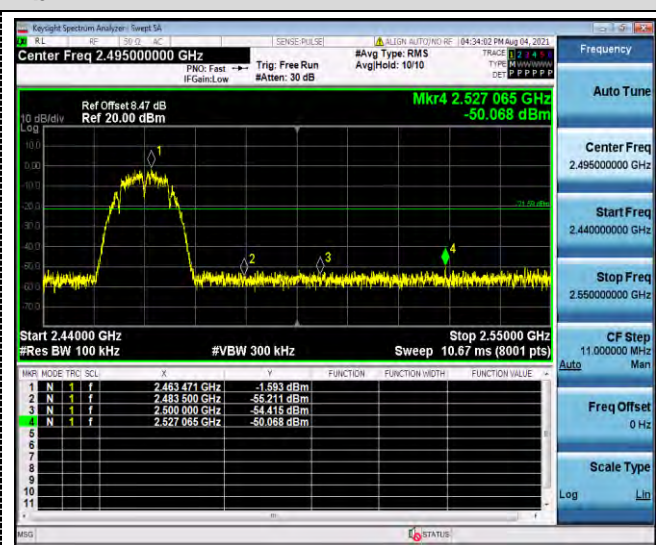 Keysight Spectrum Analyzer - Swept SA
RL RF 50 Ω AC SENSE:PULSE ALIGN AUTO/NO RF 04:34:02 PM Aug 04, 2021
Center Freq 2.495000000 GHz
PNO: Fast
IFGain:Low
Trig: Free Run
#Atten: 30 dB
#Avg Type: RMS
Avg|Hold: 10/10
TRACE 1 2 3 4 5 6
TYPE M WWWWW
DET P P P P P P
Ref Offset 8.47 dB
10 dB/div Ref 20.00 dBm
Log
Mkr4 2.527 065 GHz
-50.068 dBm
10.0
0.00
-10.0
-20.0
-30.0
-40.0
-50.0
-60.0
-70.0
1
2
3
4
-21.59 dBm
Start 2.44000 GHz Stop 2.55000 GHz
#Res BW 100 kHz #VBW 300 kHz Sweep 10.67 ms (8001 pts)
MKR MODE TRC SCL X Y FUNCTION FUNCTION WIDTH FUNCTION VALUE
1 N 1 f 2.463 471 GHz -1.593 dBm
2 N 1 f 2.483 500 GHz -55.211 dBm
3 N 1 f 2.500 000 GHz -54.415 dBm
4 N 1 f 2.527 065 GHz -50.068 dBm
5
6
7
8
9
10
11
MSG STATUS
Frequency
Auto Tune
Center Freq
2.495000000 GHz
Start Freq
2.440000000 GHz
Stop Freq
2.550000000 GHz
CF Step
11.000000 MHz
Auto Man
Freq Offset
0 Hz
Scale Type
Log Lin